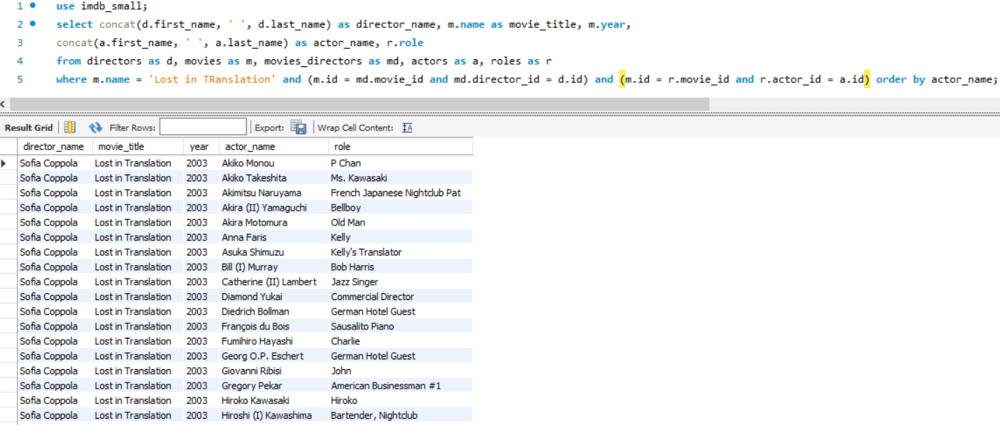 1 use imdb_small;
2 select concat(d.first_name, ' ', d.last_name) as director_name, m.name as movie_title, m.year,
3 concat(a.first_name, ' ', a.last_name) as actor_name, r.role
4 from directors as d, movies as m, movies_directors as md, actors as a, roles as r
5 where m.name = 'Lost in TRanslation' and (m.id = md.movie_id and md.director_id = d.id) and (m.id = r.movie_id and r.actor_id = a.id) order by actor_name;
Result Grid Filter Rows: Export: Wrap Cell Content: IA
director_name movie_title year actor_name role
Sofia Coppola Lost in Translation 2003 Akiko Monou P Chan
Sofia Coppola Lost in Translation 2003 Akiko Takeshita Ms. Kawasaki
Sofia Coppola Lost in Translation 2003 Akimitsu Naruyama French Japanese Nightclub Pat
Sofia Coppola Lost in Translation 2003 Akira (II) Yamaguchi Bellboy
Sofia Coppola Lost in Translation 2003 Akira Motomura Old Man
Sofia Coppola Lost in Translation 2003 Anna Faris Kelly
Sofia Coppola Lost in Translation 2003 Asuka Shimuzu Kelly's Translator
Sofia Coppola Lost in Translation 2003 Bill (I) Murray Bob Harris
Sofia Coppola Lost in Translation 2003 Catherine (II) Lambert Jazz Singer
Sofia Coppola Lost in Translation 2003 Diamond Yukai Commercial Director
Sofia Coppola Lost in Translation 2003 Diedrich Bollman German Hotel Guest
Sofia Coppola Lost in Translation 2003 François du Bois Sausalito Piano
Sofia Coppola Lost in Translation 2003 Fumihiro Hayashi Charlie
Sofia Coppola Lost in Translation 2003 Georg O.P. Eschert German Hotel Guest
Sofia Coppola Lost in Translation 2003 Giovanni Ribisi John
Sofia Coppola Lost in Translation 2003 Gregory Pekar American Businessman #1
Sofia Coppola Lost in Translation 2003 Hiroko Kawasaki Hiroko
Sofia Coppola Lost in Translation 2003 Hiroshi (I) Kawashima Bartender, Nightclub